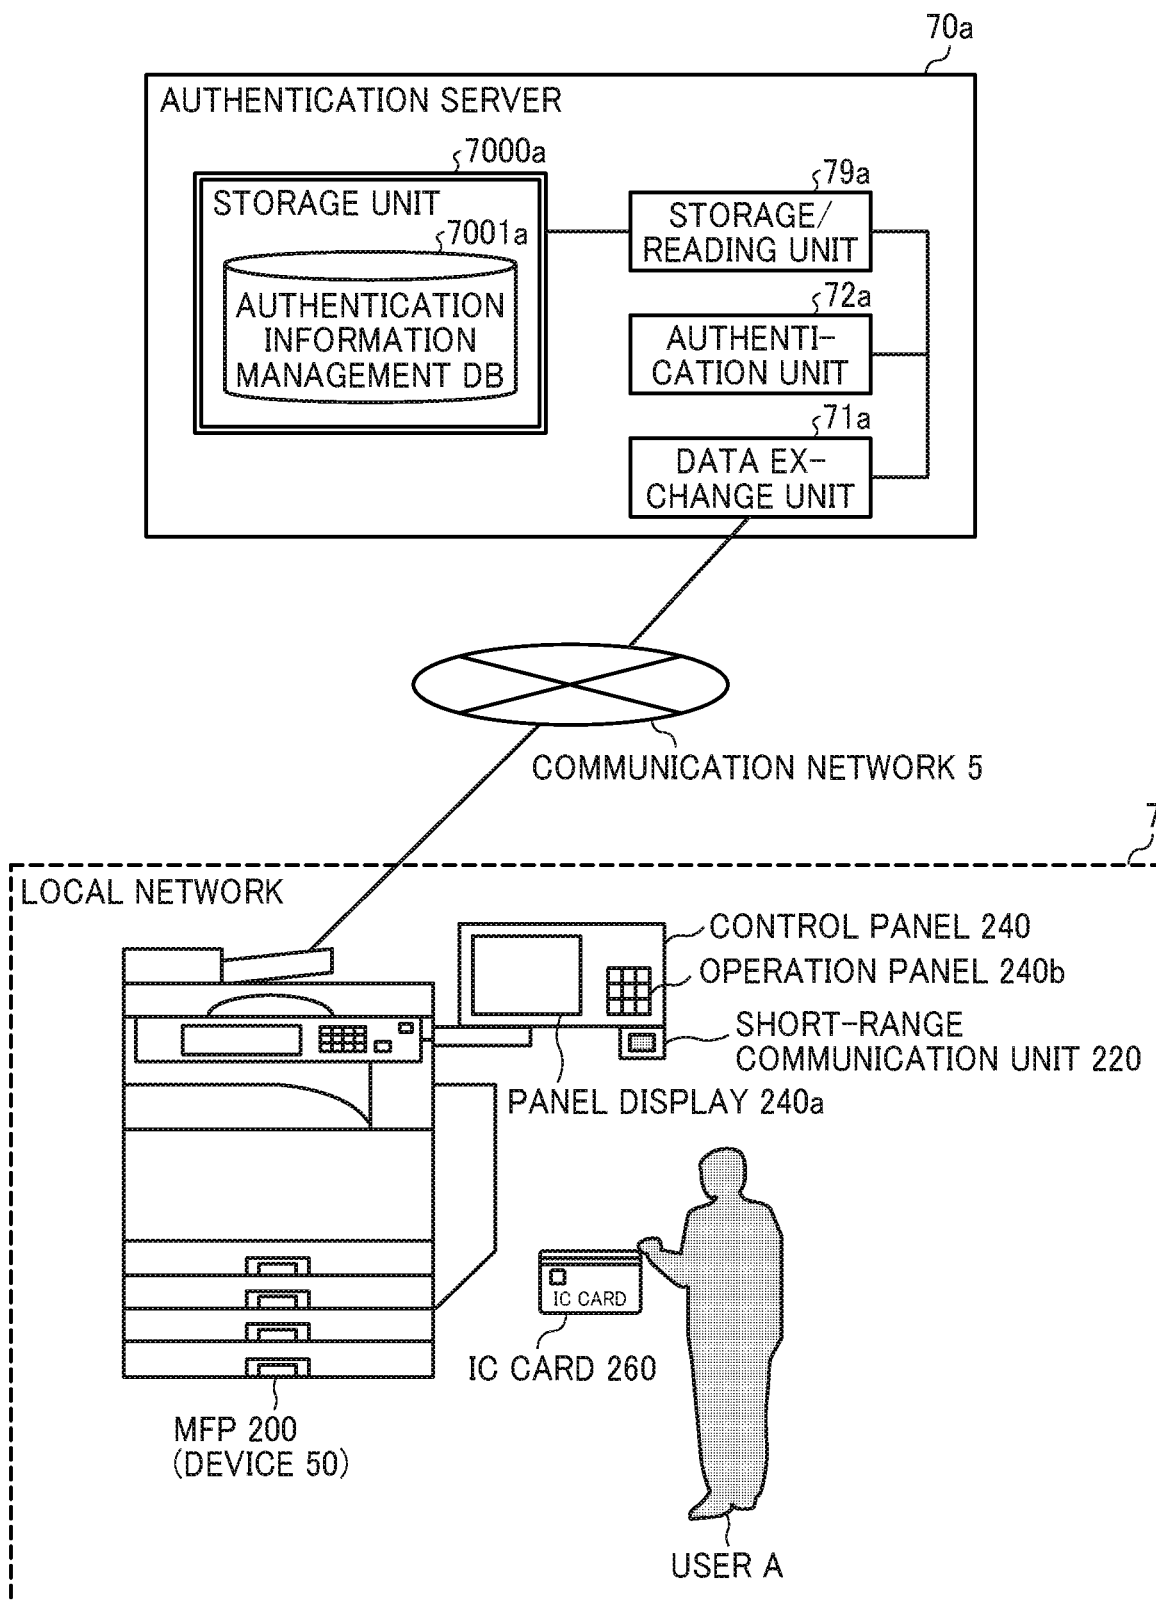 70a
AUTHENTICATION SERVER
7000a
STORAGE UNIT
7001a
AUTHENTICATION
INFORMATION
MANAGEMENT DB
79a
STORAGE/
READING UNIT
72a
AUTHENTI-
CATION UNIT
71a
DATA EX-
CHANGE UNIT
COMMUNICATION NETWORK 5
7
LOCAL NETWORK
CONTROL PANEL 240
OPERATION PANEL 240b
SHORT-RANGE
COMMUNICATION UNIT 220
PANEL DISPLAY 240a
IC CARD
IC CARD 260
MFP 200
(DEVICE 50)
USER A